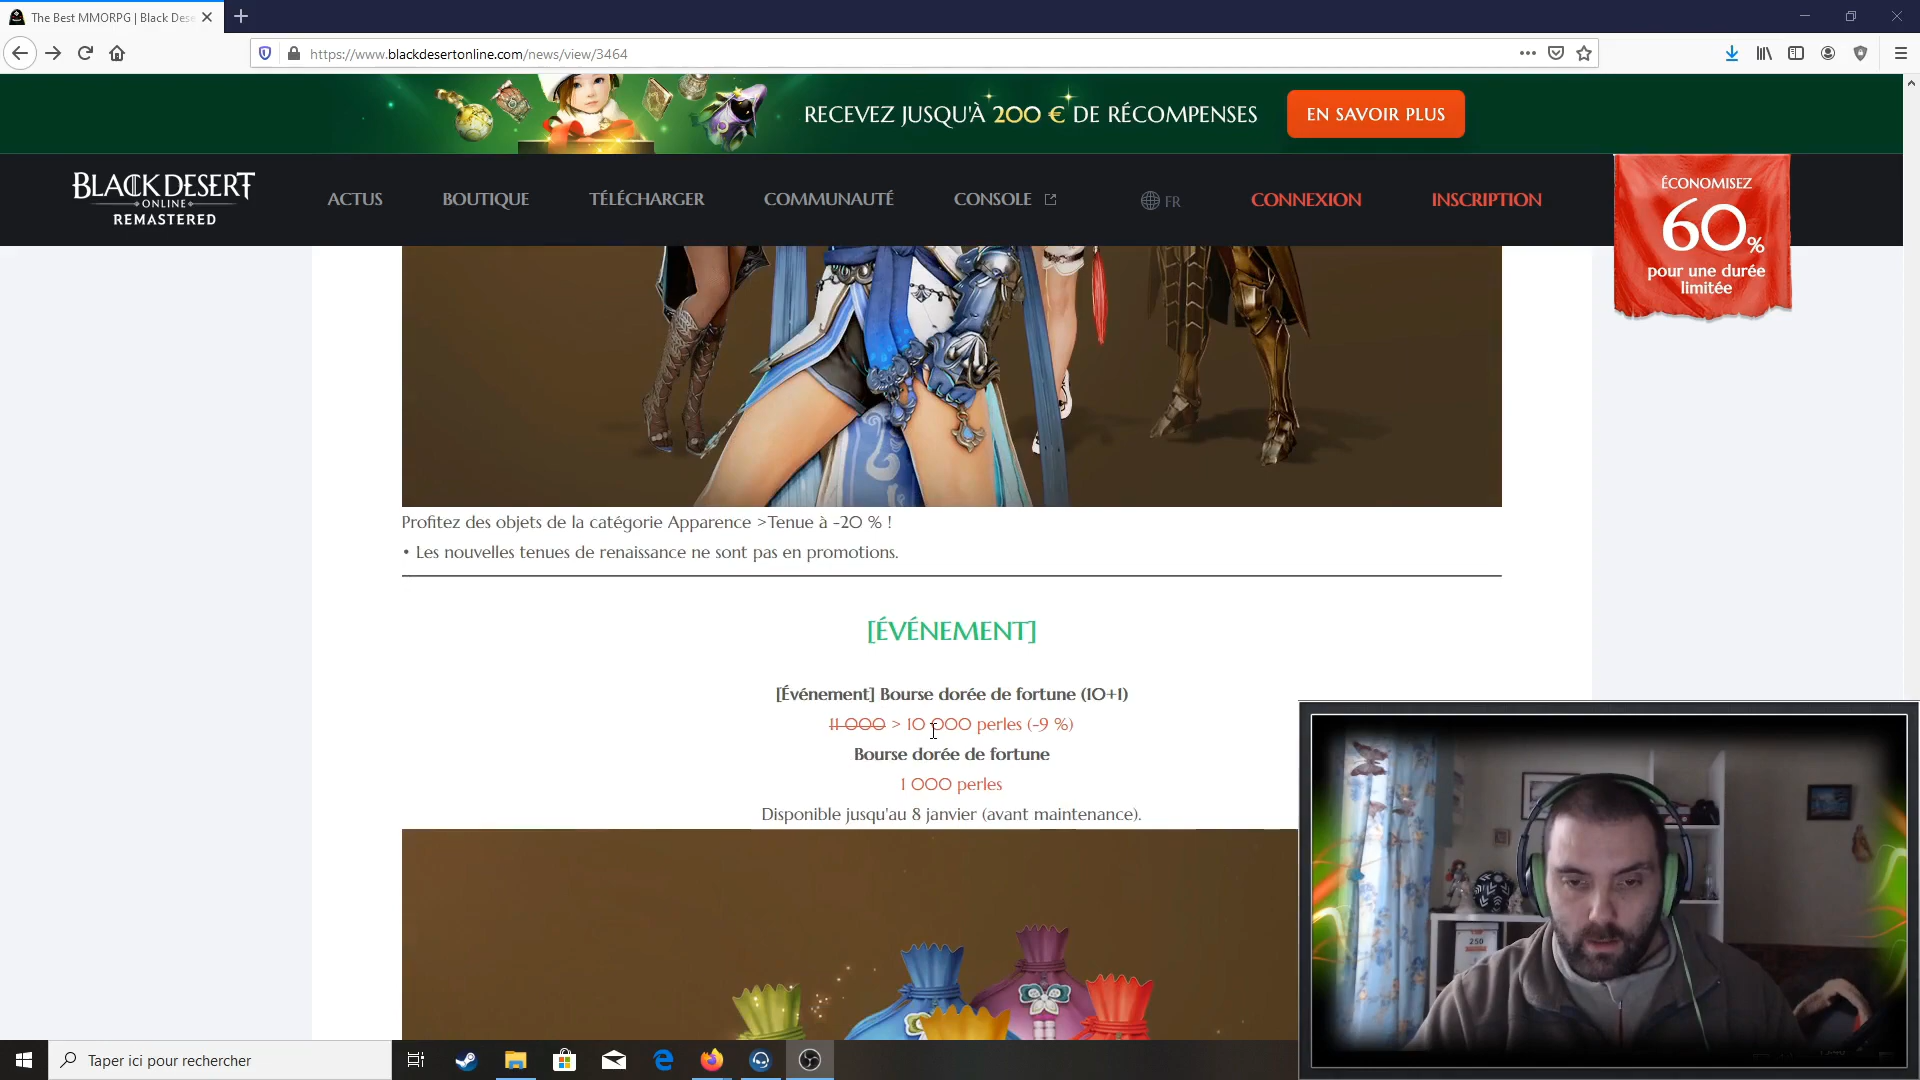 The Best MMORPG | Black Dese
https://www.blackdesertonline.com/news/view/3464
RECEVEZ JUSQU'À 200 € DE RÉCOMPENSES
EN SAVOIR PLUS
BLACK DESERT
ONLINE
REMASTERED
ACTUS
BOUTIQUE
TÉLÉCHARGER
COMMUNAUTÉ
CONSOLE
FR
CONNEXION
INSCRIPTION
ÉCONOMISEZ
60%
pour une durée
limitée
Profitez des objets de la catégorie Apparence >Tenue à -20 % !
• Les nouvelles tenues de renaissance ne sont pas en promotions.
[ÉVÉNEMENT]
[Événement] Bourse dorée de fortune (10+1)
11 000 > 10 000 perles (-9 %)
Bourse dorée de fortune
1 000 perles
Disponible jusqu'au 8 janvier (avant maintenance).
250
Taper ici pour rechercher